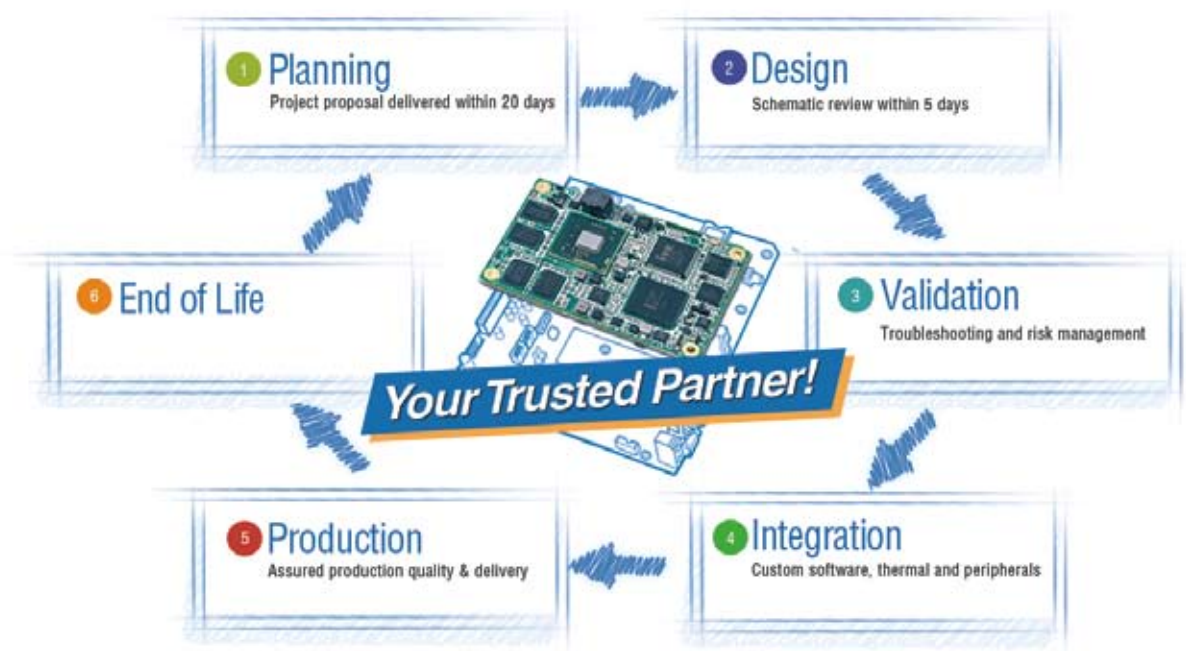 1 Planning
Project proposal delivered within 20 days
2 Design
Schematic review within 5 days
3 Validation
Troubleshooting and risk management
4 Integration
Custom software, thermal and peripherals
5 Production
Assured production quality & delivery
6 End of Life
Your Trusted Partner!